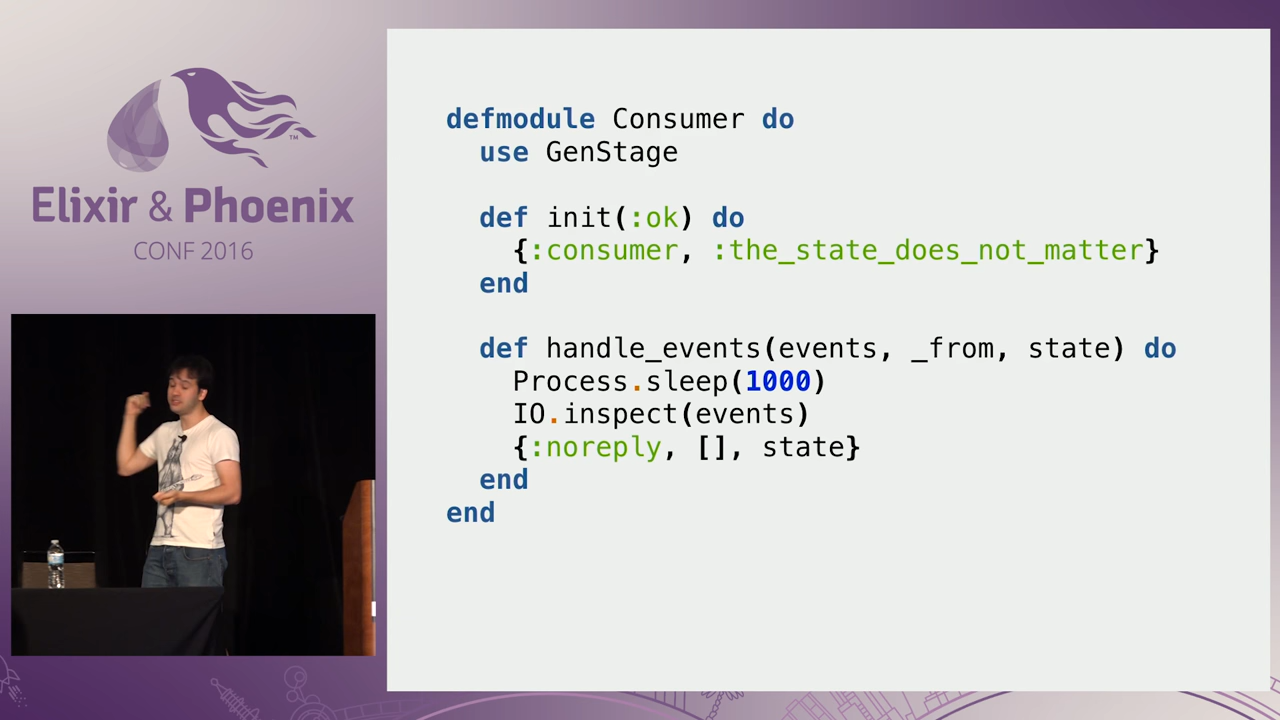 Elixir & Phoenix
CONF 2016
TM
defmodule Consumer do
  use GenStage

  def init(:ok) do
    {:consumer, :the_state_does_not_matter}
  end

  def handle_events(events, _from, state) do
    Process.sleep(1000)
    IO.inspect(events)
    {:noreply, [], state}
  end
end